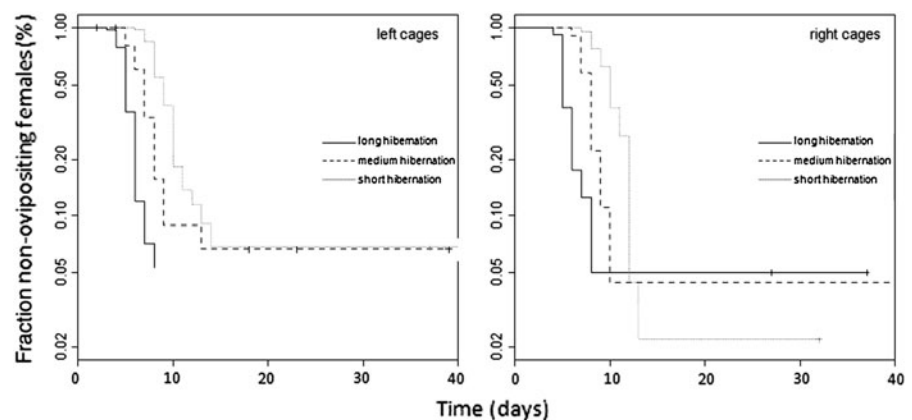 Fraction non-ovipositing females (%)
left cages
1.00
0.50
0.20
0.10
0.05
0.02
long hibernation
medium hibernation
short hibernation
0 10 20 30 40
right cages
1.00
0.50
0.20
0.10
0.05
0.02
long hibernation
medium hibernation
short hibernation
0 10 20 30 40
Time (days)